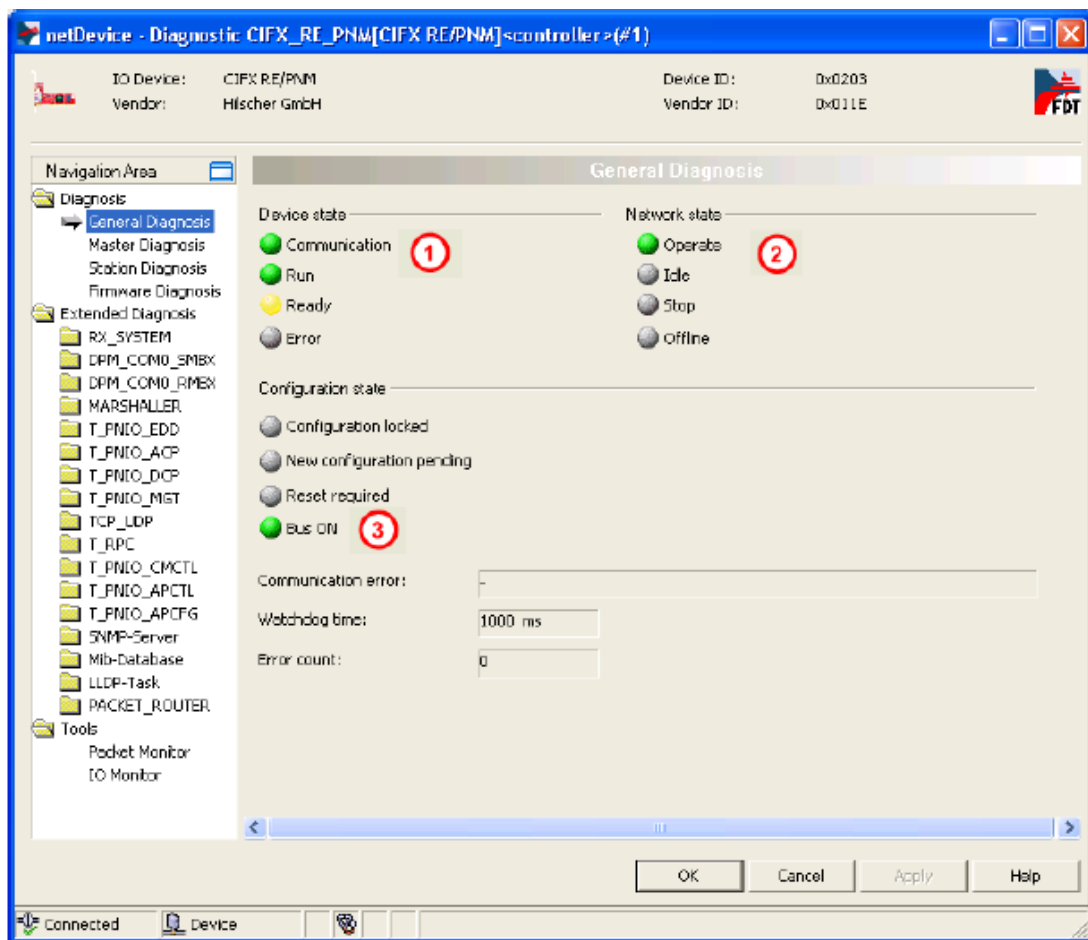 netDevice - Diagnostic CIFX_RE_PNM[CIFX RE/PNM]<controller>(#1)
IO Device: CIFX RE/PNM Device ID: 0x0203
Vendor: Hilscher GmbH Vendor ID: 0x011E
FDT
Navigation Area
General Diagnosis
Diagnosis
General Diagnosis
Master Diagnosis
Station Diagnosis
Firmware Diagnosis
Extended Diagnosis
RX_SYSTEM
DPM_COM0_SMBX
DPM_COM0_RMBX
MARSHALLER
T_PNIO_EDD
T_PNIO_ACP
T_PNIO_DCP
T_PNIO_MGT
TCP_UDP
T_RPC
T_PNIO_CMCTL
T_PNIO_APCTL
T_PNIO_APCFG
SNMP-Server
Mib-Database
LLDP-Task
PACKET_ROUTER
Tools
Packet Monitor
IO Monitor
Device state
Communication 1
Run
Ready
Error
Network state
Operate 2
Idle
Stop
Offline
Configuration state
Configuration locked
New configuration pending
Reset required
Bus ON 3
Communication error: -
Watchdog time: 1000 ms
Error count: 0
OK Cancel Apply Help
Connected Device